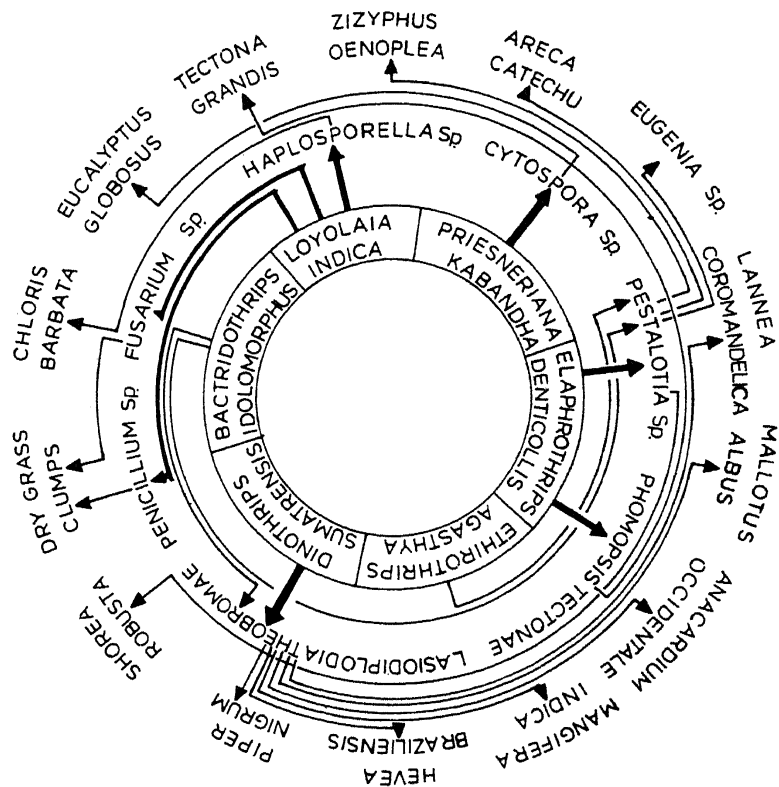 ZIZYPHUS
OENOPLEA
ARECA
CATECHU
EUGENIA Sp.
LANNEA
COROMANDELICA
MALLOTUS
ALBUS
ANACARDIUM
OCCIDENTALE
MANGIFERA
INDICA
HEVEA
BRAZILIENSIS
PIPER
NIGRUM
SHOREA
ROBUSTA
DRY GRASS
CLUMPS
CHLORIS
BARBATA
EUCALYPTUS
GLOBOSUS
TECTONA
GRANDIS
HAPLOSPORELLA Sp.
CYTOSPORA Sp.
PESTALOTIA Sp.
PHOMOPSIS TECTONAE
LASIODIPLODIA THEOBROMAE
PENICILLIUM Sp.
FUSARIUM Sp.
LOYOLAIA
INDICA
PRIESNERIANA
KABANDHA
ELAPHROTHRIPS
DENTICOLLIS
ETHIROTHRIPS
AGASTHYA
DINOTHRIPS
SUMATRENSIS
BACTRIDOTHRIPS
IDOLOMORPHUS